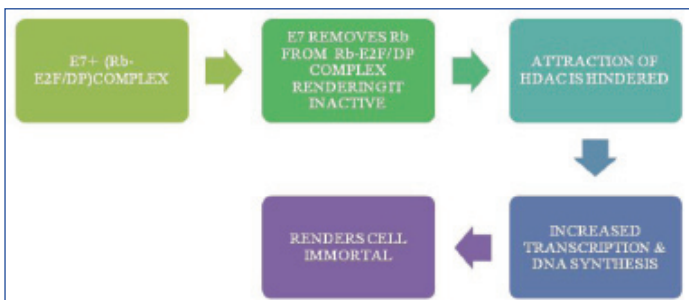 E7+ (Rb-
E2F/DP)COMPLEX
E7 REMOVES Rb
FROM Rb-E2F/DP
COMPLEX
RENDERINGIT
INACTIVE
ATTRACTION OF
HDAC IS HINDERED
INCREASED
TRANSCRIPTION &
DNA SYNTHESIS
RENDERS CELL
IMMORTAL